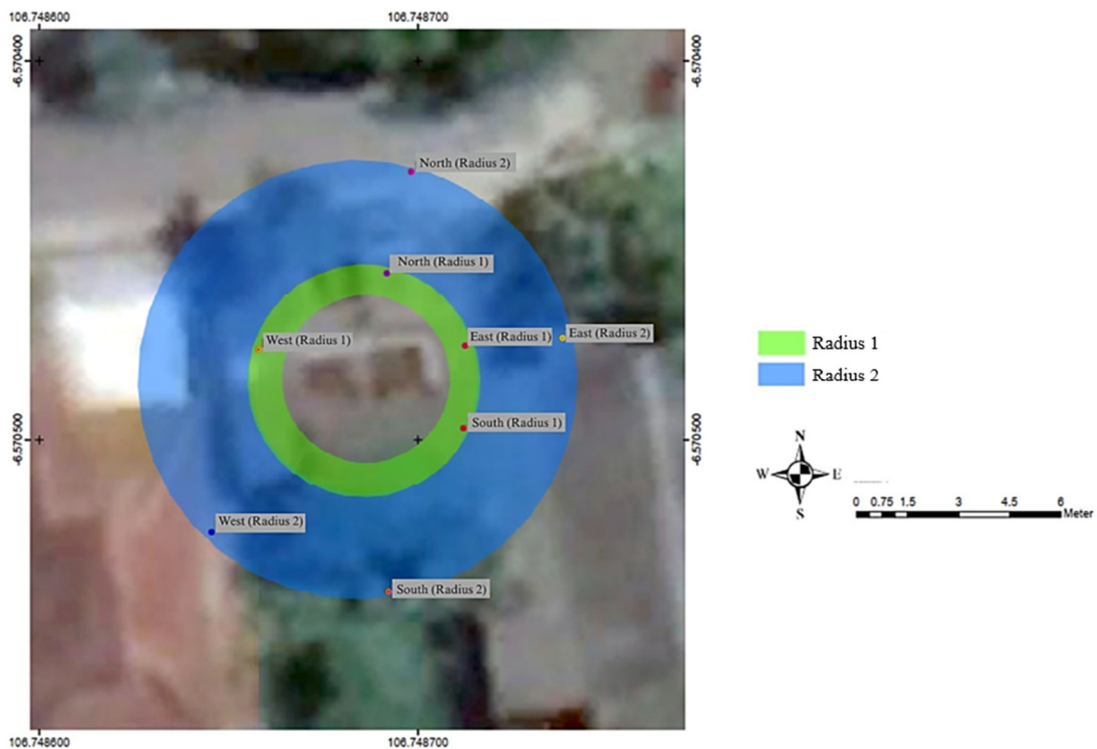 106.748600
106.748700
-6.570400
-6.570400
North (Radius 2)
North (Radius 1)
West (Radius 1)
East (Radius 1)
East (Radius 2)
South (Radius 1)
-6.570500
-6.570500
West (Radius 2)
South (Radius 2)
106.748600
106.748700
Radius 1
Radius 2
N
W
E
S
0 0.75 1.5 3 4.5 6
Meter